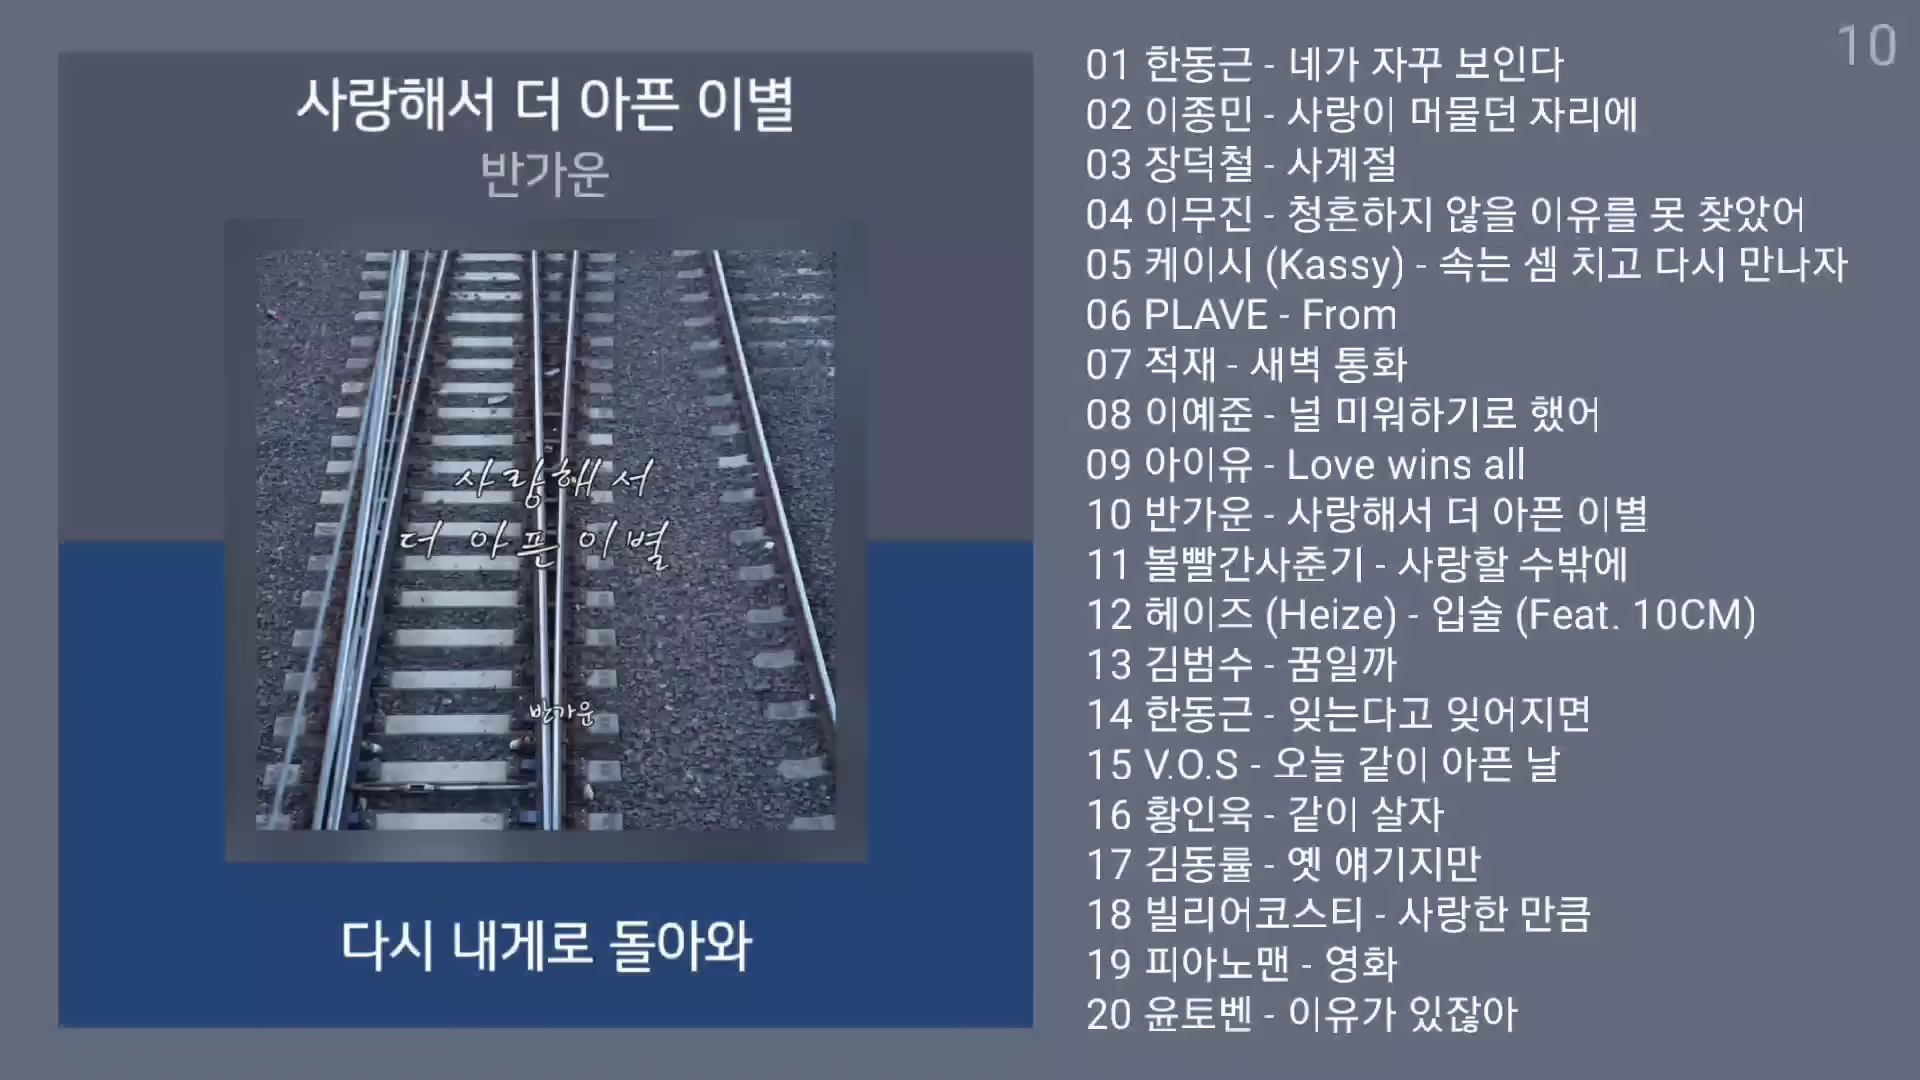 사랑해서 더 아픈 이별
반가운
사랑해서
더 아픈 이별
반가운
다시 내게로 돌아와
10
01 한동근 - 네가 자꾸 보인다
02 이종민 - 사랑이 머물던 자리에
03 장덕철 - 사계절
04 이무진 - 청혼하지 않을 이유를 못 찾았어
05 케이시 (Kassy) - 속는 셈 치고 다시 만나자
06 PLAVE - From
07 적재 - 새벽 통화
08 이예준 - 널 미워하기로 했어
09 아이유 - Love wins all
10 반가운 - 사랑해서 더 아픈 이별
11 볼빨간사춘기 - 사랑할 수밖에
12 헤이즈 (Heize) - 입술 (Feat. 10CM)
13 김범수 - 꿈일까
14 한동근 - 잊는다고 잊어지면
15 V.O.S - 오늘 같이 아픈 날
16 황인욱 - 같이 살자
17 김동률 - 옛 얘기지만
18 빌리어코스티 - 사랑한 만큼
19 피아노맨 - 영화
20 윤토벤 - 이유가 있잖아